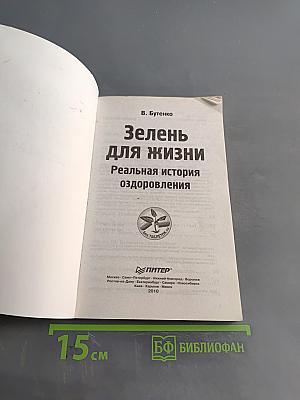 В. Бутенко
Зелень
для жизни
Реальная история
оздоровления
ПИТЕР
Москва · Санкт-Петербург · Нижний Новгород · Воронеж
Ростов-на-Дону · Екатеринбург · Самара · Новосибирск
Киев · Харьков · Минск
2010
15 см
БФ БИБЛИОФАН